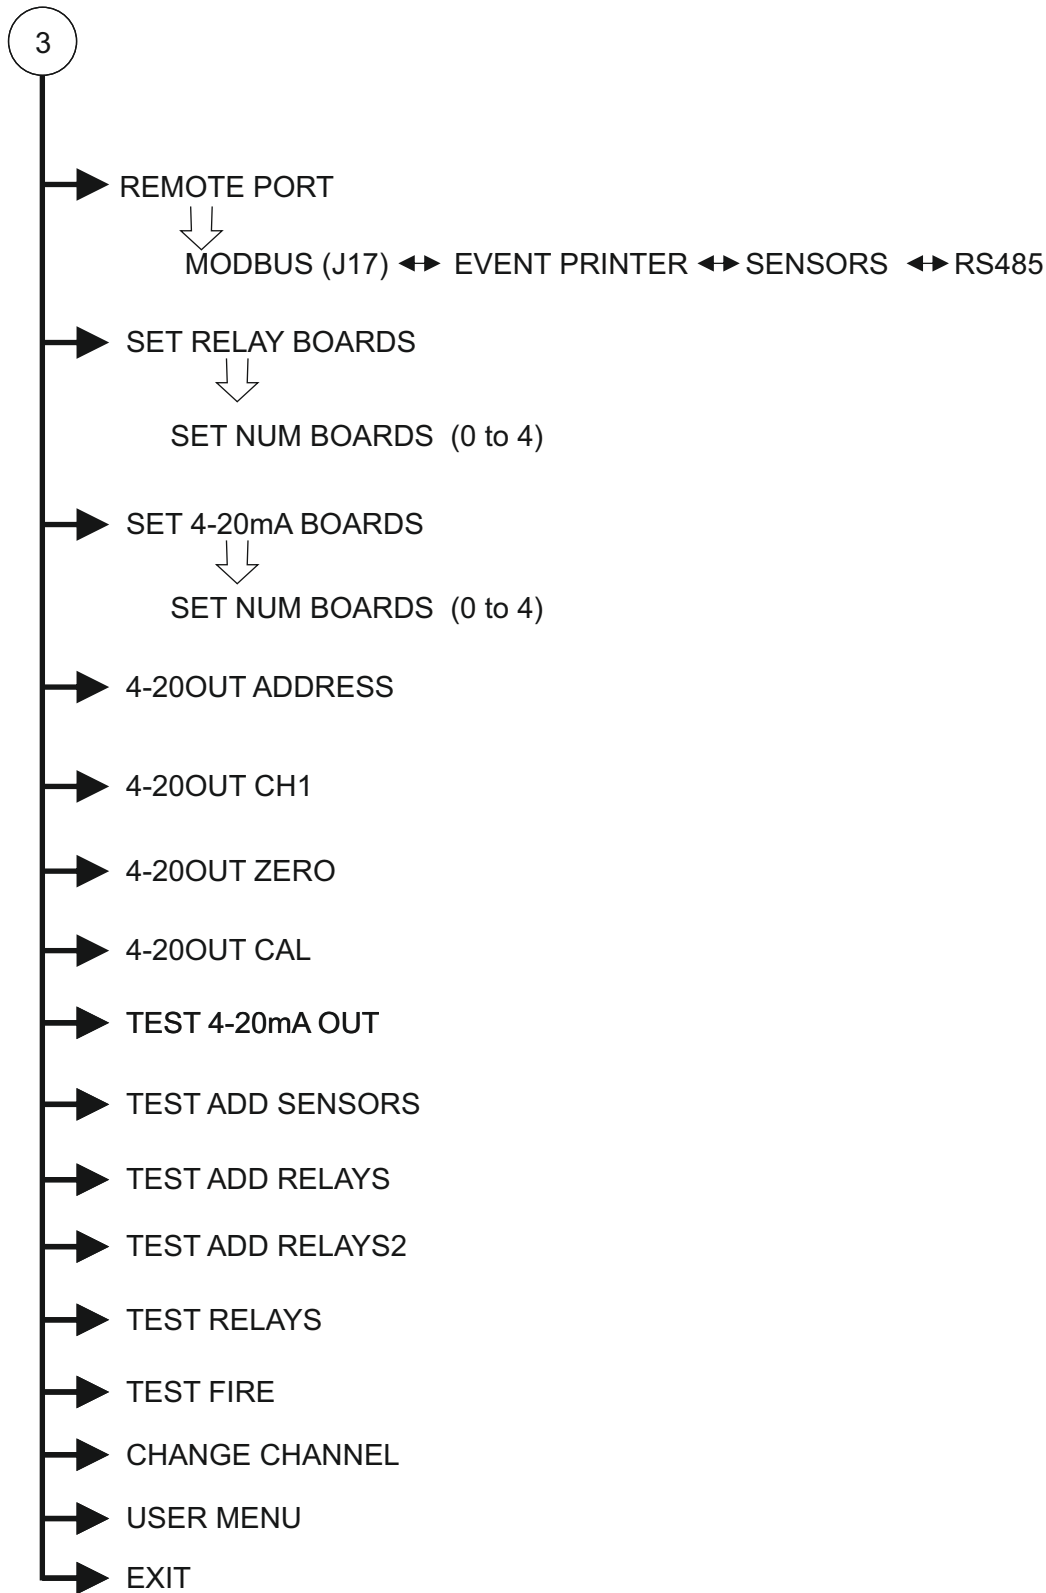 3
REMOTE PORT
MODBUS (J17) EVENT PRINTER SENSORS RS485
SET RELAY BOARDS
SET NUM BOARDS (0 to 4)
SET 4-20mA BOARDS
SET NUM BOARDS (0 to 4)
4-20OUT ADDRESS
4-20OUT CH1
4-20OUT ZERO
4-20OUT CAL
TEST 4-20mA OUT
TEST ADD SENSORS
TEST ADD RELAYS
TEST ADD RELAYS2
TEST RELAYS
TEST FIRE
CHANGE CHANNEL
USER MENU
EXIT